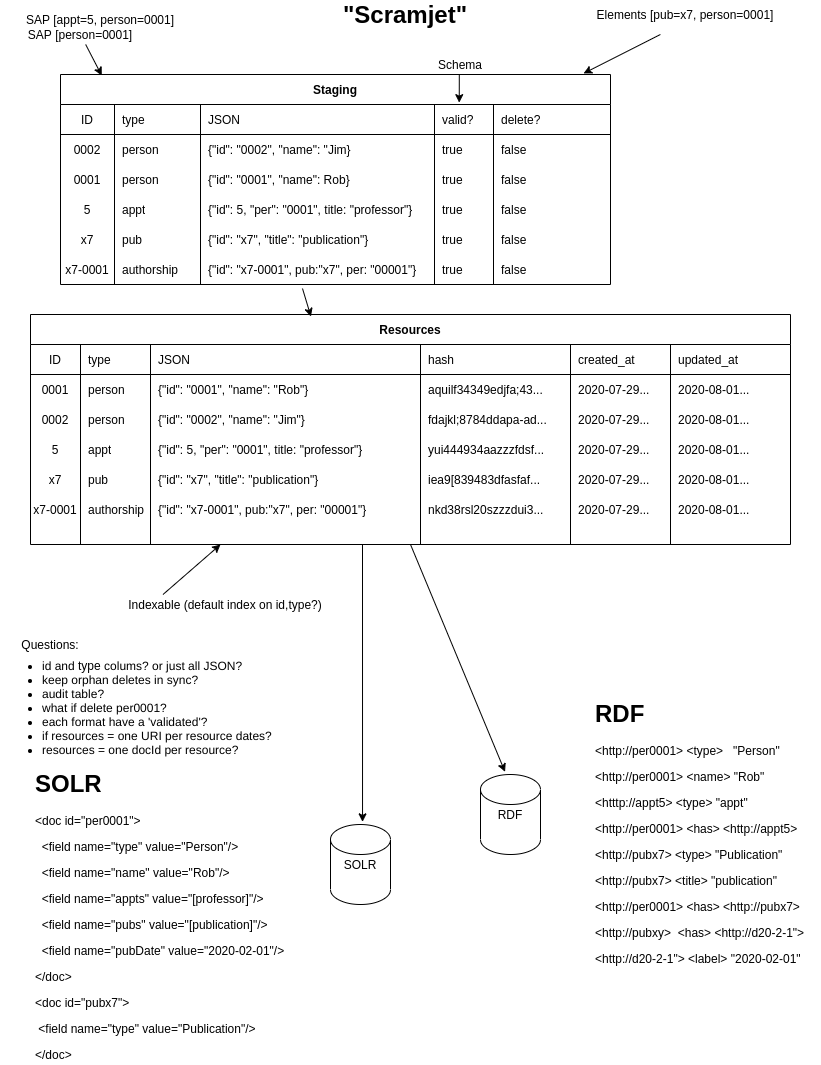 "Scramjet"
SAP [appt=5, person=0001]
SAP [person=0001]
Elements [pub=x7, person=0001]
Schema
Staging
ID type JSON valid? delete?
0002 person {"id": "0002", "name": "Jim} true false
0001 person {"id": "0001", "name": Rob} true false
5 appt {"id": 5, "per": "0001", title: "professor"} true false
x7 pub {"id": "x7", "title": "publication"} true false
x7-0001 authorship {"id": "x7-0001", pub:"x7", per: "00001"} true false
Resources
ID type JSON hash created_at updated_at
0001 person {"id": "0001", "name": "Rob"} aquilf34349edjfa;43... 2020-07-29... 2020-08-01...
0002 person {"id": "0002", "name": "Jim"} fdajkl;8784ddapa-ad... 2020-07-29... 2020-08-01...
5 appt {"id": 5, "per": "0001", title: "professor"} yui444934aazzzfdsf... 2020-07-29... 2020-08-01...
x7 pub {"id": "x7", "title": "publication"} iea9[839483dfasfaf... 2020-07-29... 2020-08-01...
x7-0001 authorship {"id": "x7-0001", pub:"x7", per: "00001"} nkd38rsl20szzzdui3... 2020-07-29... 2020-08-01...
Indexable (default index on id,type?)
Questions:
• id and type colums? or just all JSON?
• keep orphan deletes in sync?
• audit table?
• what if delete per0001?
• each format have a 'validated'?
• if resources = one URI per resource dates?
• resources = one docId per resource?
SOLR
<doc id="per0001">
<field name="type" value="Person"/>
<field name="name" value="Rob"/>
<field name="appts" value="[professor]"/>
<field name="pubs" value="[publication]"/>
<field name="pubDate" value="2020-02-01"/>
</doc>
<doc id="pubx7">
<field name="type" value="Publication"/>
</doc>
SOLR
RDF
RDF
<http://per0001> <type> "Person"
<http://per0001> <name> "Rob"
<htttp://appt5> <type> "appt"
<http://per0001> <has> <http://appt5>
<http://pubx7> <type> "Publication"
<http://pubx7> <title> "publication"
<http://per0001> <has> <http://pubx7>
<http://pubxy> <has> <http://d20-2-1">
<http://d20-2-1"> <label> "2020-02-01"